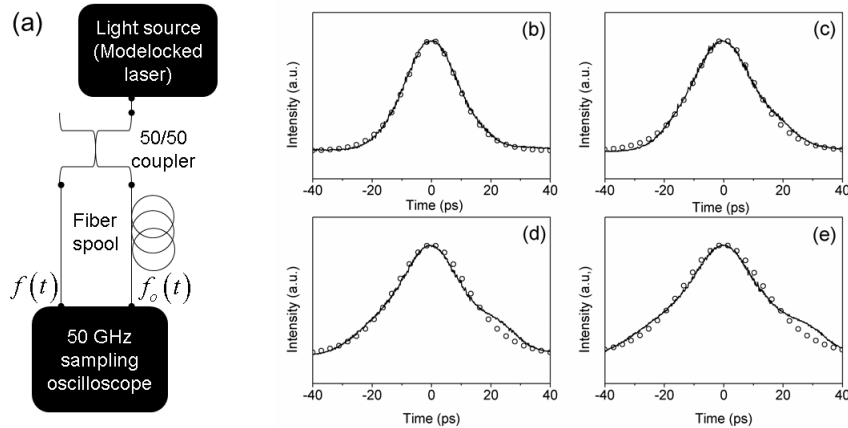 (a)
Light source
(Modelocked
laser)
50/50
coupler
Fiber
spool
f(t)
fₒ(t)
50 GHz
sampling
oscilloscope
(b)
Intensity (a.u.)
-40 -20 0 20 40
Time (ps)
(c)
Intensity (a.u.)
-40 -20 0 20 40
Time (ps)
(d)
Intensity (a.u.)
-40 -20 0 20 40
Time (ps)
(e)
Intensity (a.u,)
-40 -20 0 20 40
Time (ps)